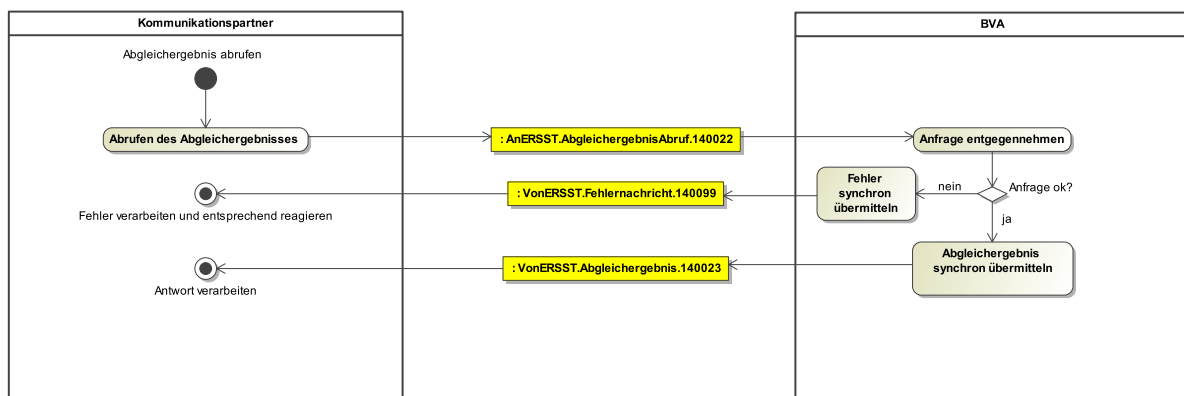 Kommunikationspartner
BVA
Abgleichergebnis abrufen
Abrufen des Abgleichergebnisses
: AnERSST.AbgleichergebnisAbruf.140022
Anfrage entgegennehmen
Fehler
synchron
übermitteln
nein
Anfrage ok?
: VonERSST.Fehlernachricht.140099
Fehler verarbeiten und entsprechend reagieren
ja
Abgleichergebnis
synchron übermitteln
: VonERSST.Abgleichergebnis.140023
Antwort verarbeiten